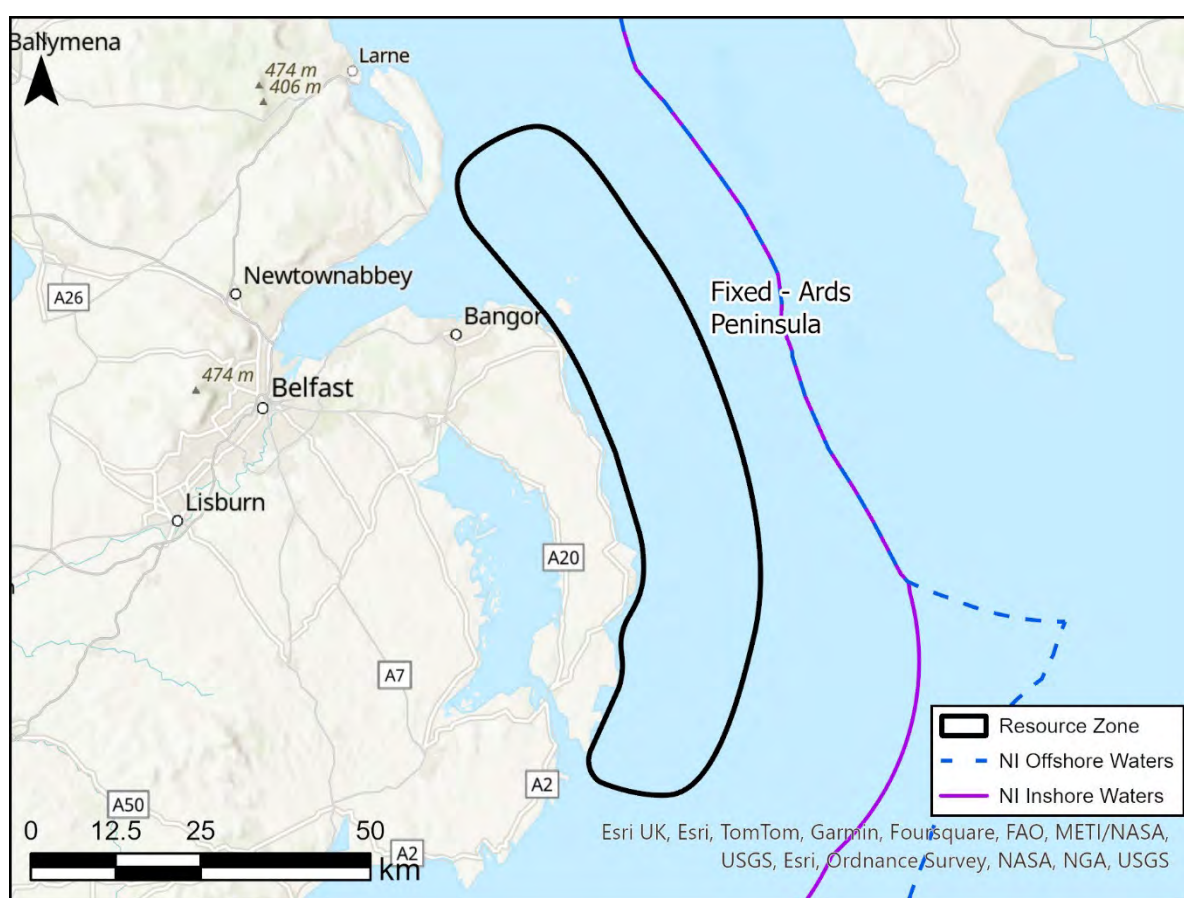 Ballymena
N
Larne
474 m
406 m
A26
Newtownabbey
Bangor
Fixed - Ards
Peninsula
474 m
Belfast
Lisburn
A20
A7
A2
A50
A2
Resource Zone
NI Offshore Waters
NI Inshore Waters
0 12.5 25 50
km
Esri UK, Esri, TomTom, Garmin, Foursquare, FAO, METI/NASA,
USGS, Esri, Ordnance Survey, NASA, NGA, USGS